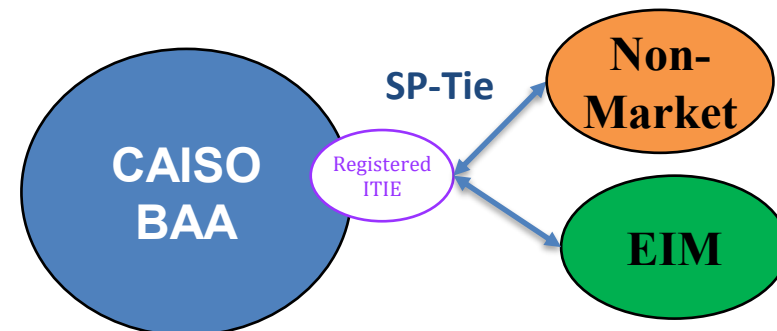 CAISO
BAA
Registered
ITIE
SP-Tie
Non-
Market
EIM